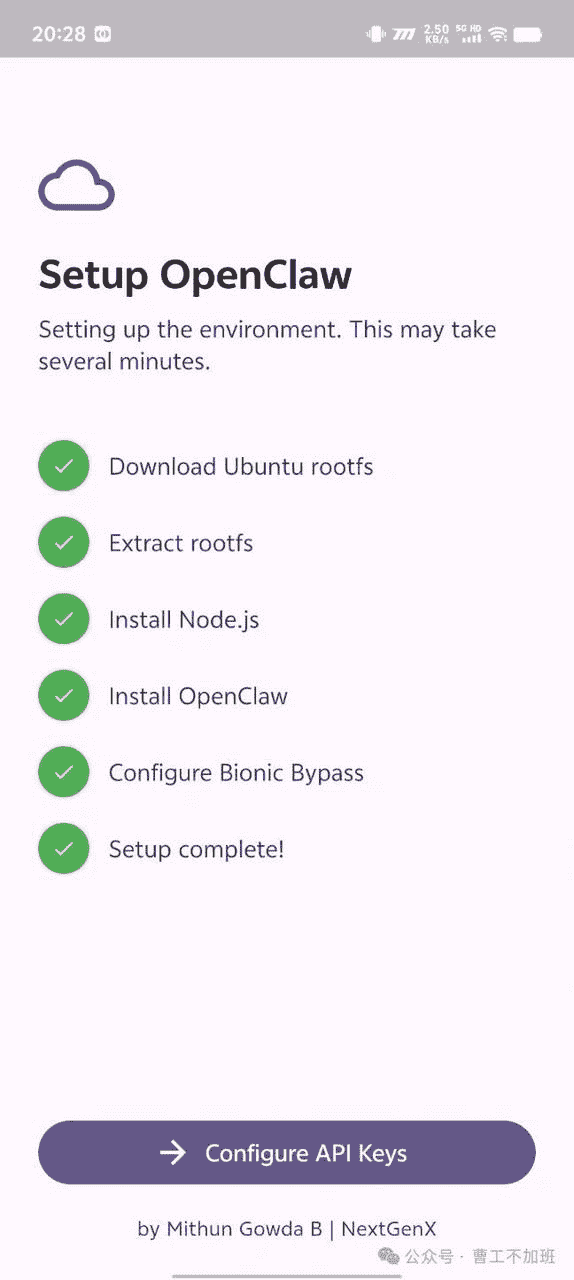 20:28
2.50
KB/s
5G HD
Setup OpenClaw
Setting up the environment. This may take
several minutes.
Download Ubuntu rootfs
Extract rootfs
Install Node.js
Install OpenClaw
Configure Bionic Bypass
Setup complete!
Configure API Keys
by Mithun Gowda B | NextGenX
公众号 · 曹工不加班